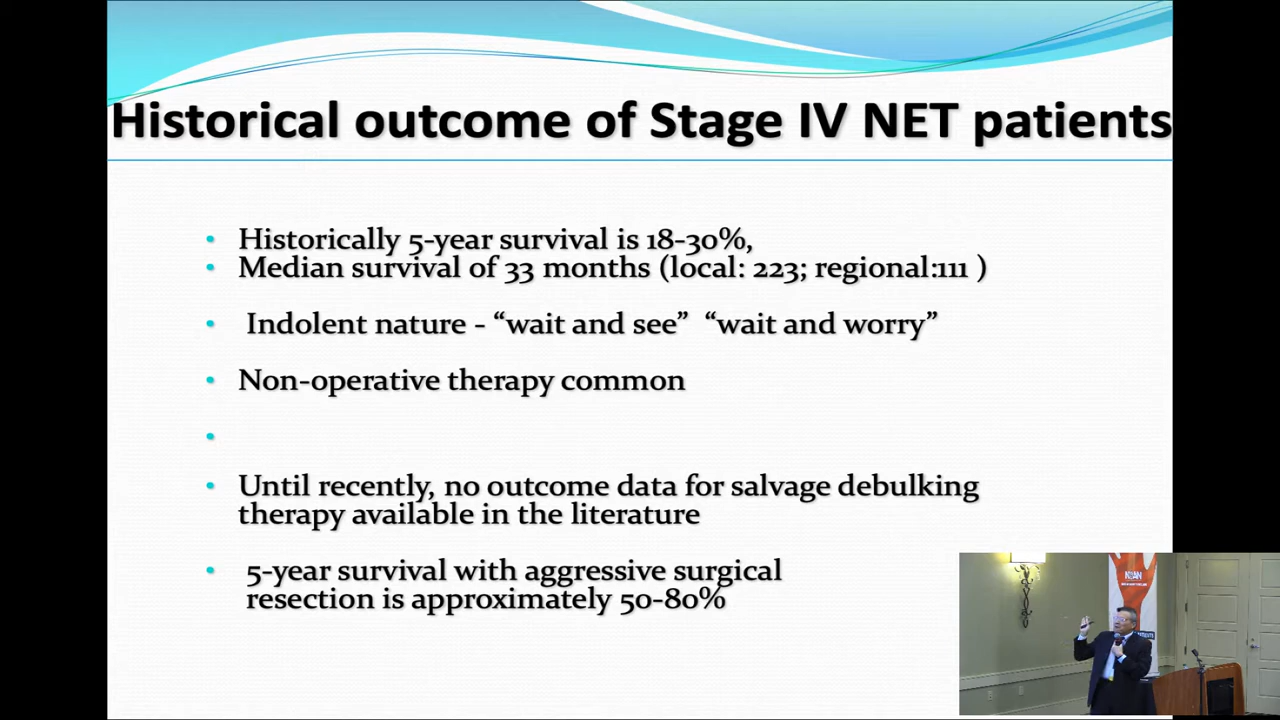 Historical outcome of Stage IV NET patients
• Historically 5-year survival is 18-30%,
• Median survival of 33 months (local: 223; regional:111 )
• Indolent nature - “wait and see” “wait and worry”
• Non-operative therapy common
•
• Until recently, no outcome data for salvage debulking
therapy available in the literature
• 5-year survival with aggressive surgical
resection is approximately 50-80%